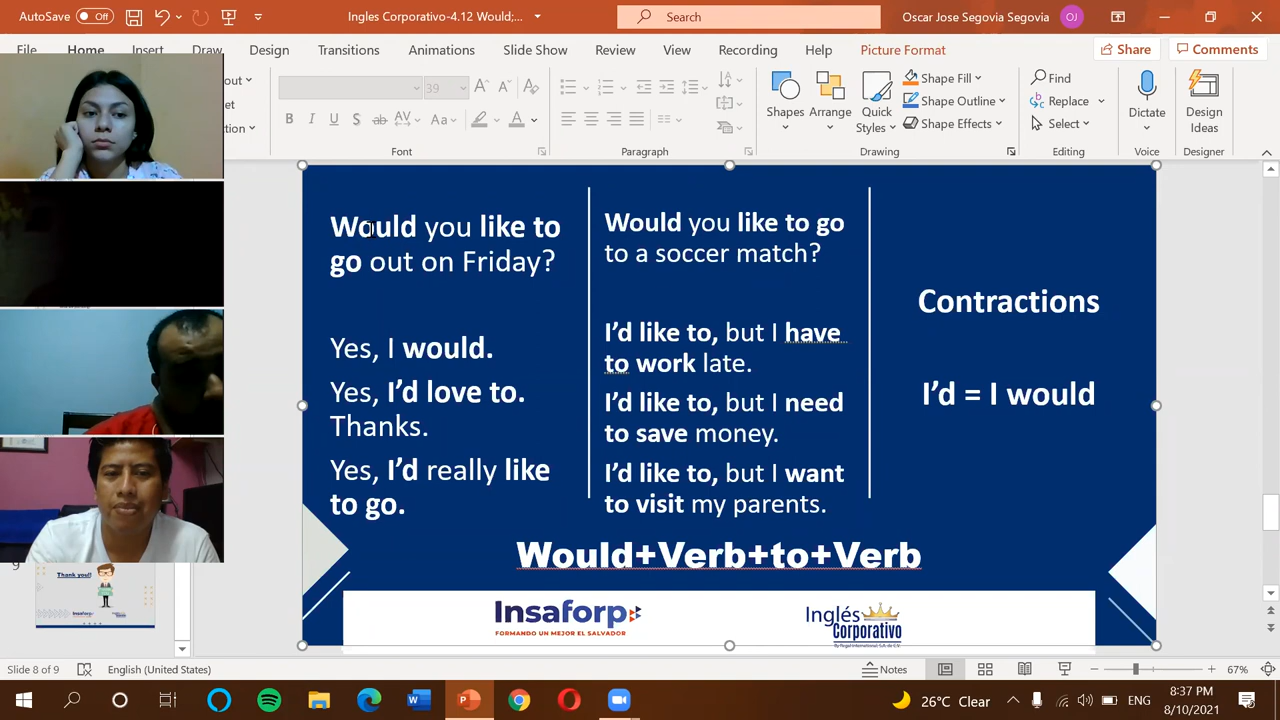 AutoSave Off
Ingles Corporativo-4.12 Would;...
Search
Oscar Jose Segovia Segovia
OJ
File Home Insert Draw Design Transitions Animations Slide Show Review View Recording Help Picture Format
Share
Comments
Font
Paragraph
Shapes
Arrange
Quick
Styles
Shape Fill
Shape Outline
Shape Effects
Drawing
Find
Replace
Select
Editing
Dictate
Voice
Design
Ideas
Designer
Would you like to
go out on Friday?
Yes, I would.
Yes, I'd love to.
Thanks.
Yes, I'd really like
to go.
Would you like to go
to a soccer match?
I'd like to, but I have
to work late.
I'd like to, but I need
to save money.
I'd like to, but I want
to visit my parents.
Contractions
I'd = I would
Would+Verb+to+Verb
Insaforp
FORMANDO UN MEJOR EL SALVADOR
Inglés
Corporativo
Thank you!
Slide 8 of 9
English (United States)
Notes
67%
26°C Clear
ENG
8:37 PM
8/10/2021